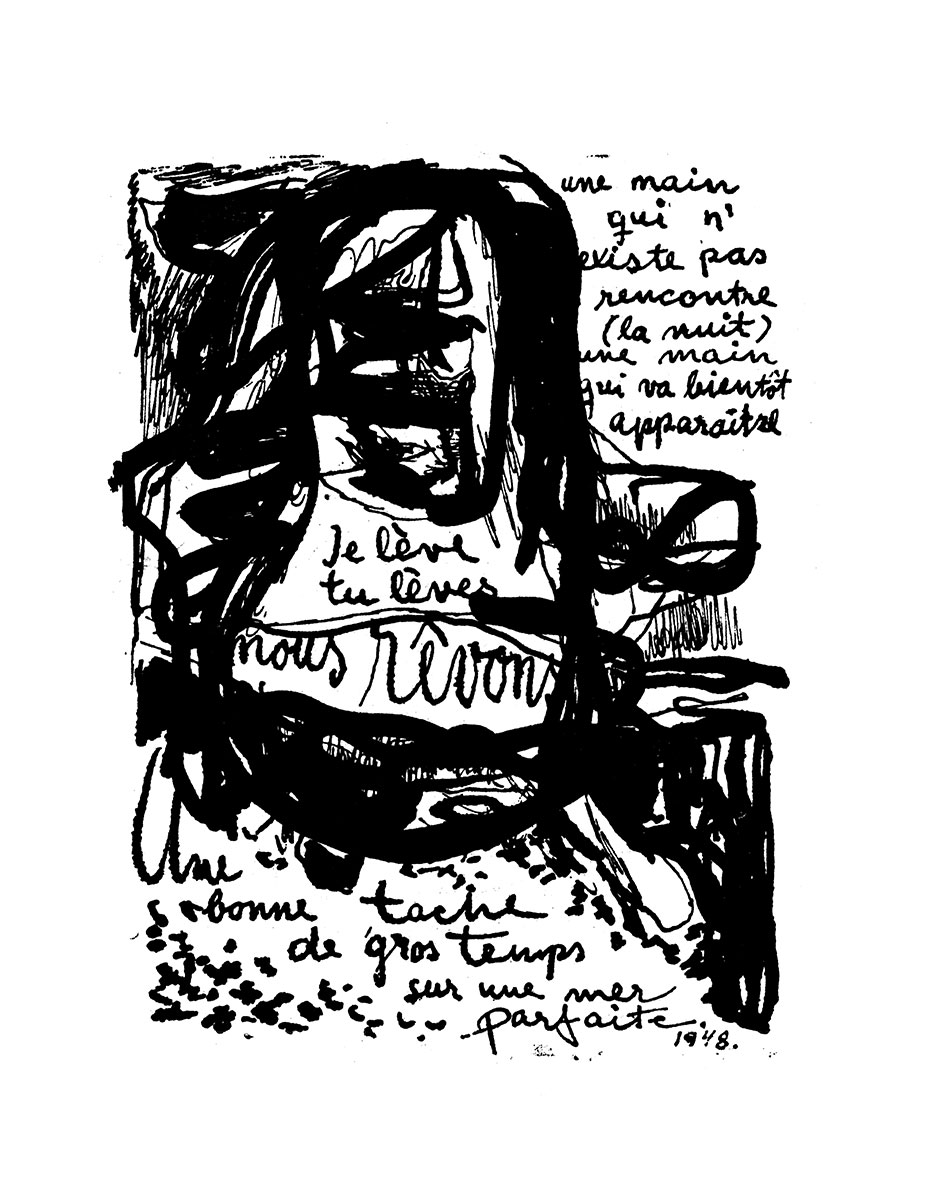 une main
qui n'
existe pas
rencontre
(la nuit)
une main
qui va bientôt
apparaître
Je lève
tu lèves
nous rêvons
Une
bonne tache
de gros temps
sur une mer
parfaite.
1948.